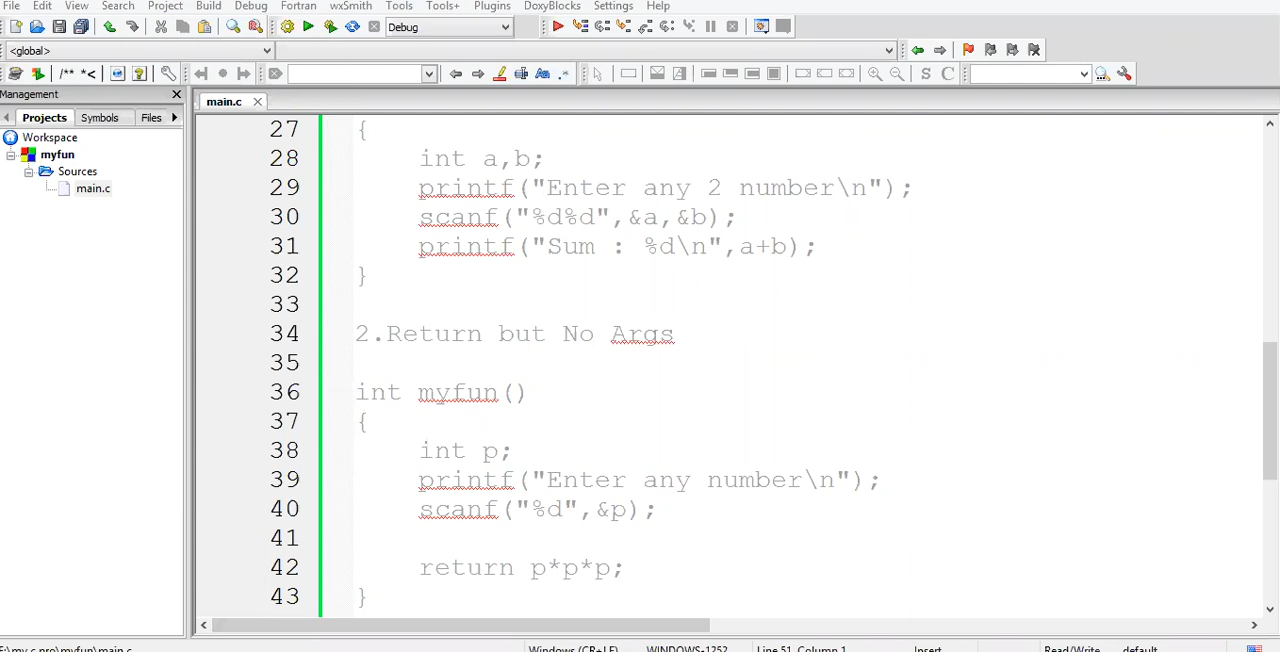 File Edit View Search Project Build Debug Fortran wxSmith Tools Tools+ Plugins DoxyBlocks Settings Help
Debug
<global>
/** *<
Aa .*
S C
Management
main.c
Projects Symbols Files
Workspace
myfun
Sources
main.c
27 {
28 int a,b;
29 printf("Enter any 2 number\n");
30 scanf("%d%d",&a,&b);
31 printf("Sum : %d\n",a+b);
32 }
33
34 2.Return but No Args
35
36 int myfun()
37 {
38 int p;
39 printf("Enter any number\n");
40 scanf("%d",&p);
41
42 return p*p*p;
43 }
Windows (CR+LF) WINDOWS-1252 Line 51, Column 1 Insert Read/Write default